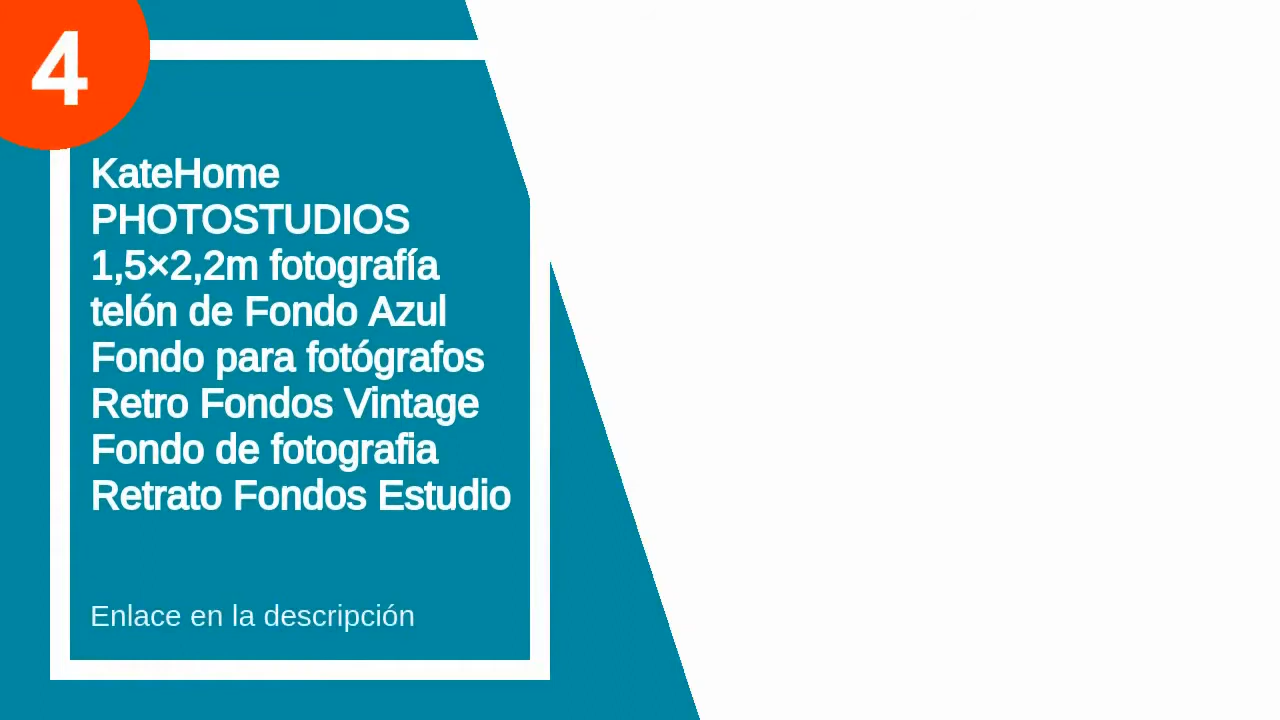 4
KateHome
PHOTOSTUDIOS
1,5×2,2m fotografía
telón de Fondo Azul
Fondo para fotógrafos
Retro Fondos Vintage
Fondo de fotografia
Retrato Fondos Estudio
Enlace en la descripción